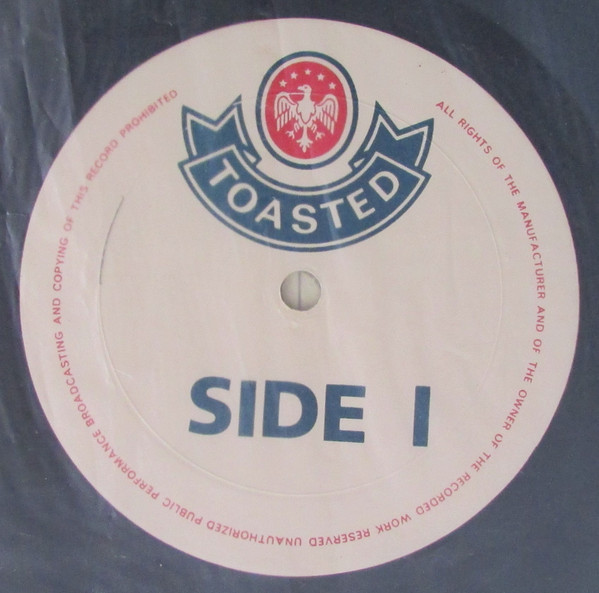 TOASTED
SIDE I
ALL RIGHTS OF THE MANUFACTURER AND OF THE OWNER OF THE RECORDED WORK RESERVED UNAUTHORIZED PUBLIC PERFORMANCE BROADCASTING AND COPYING OF THIS RECORD PROHIBITED